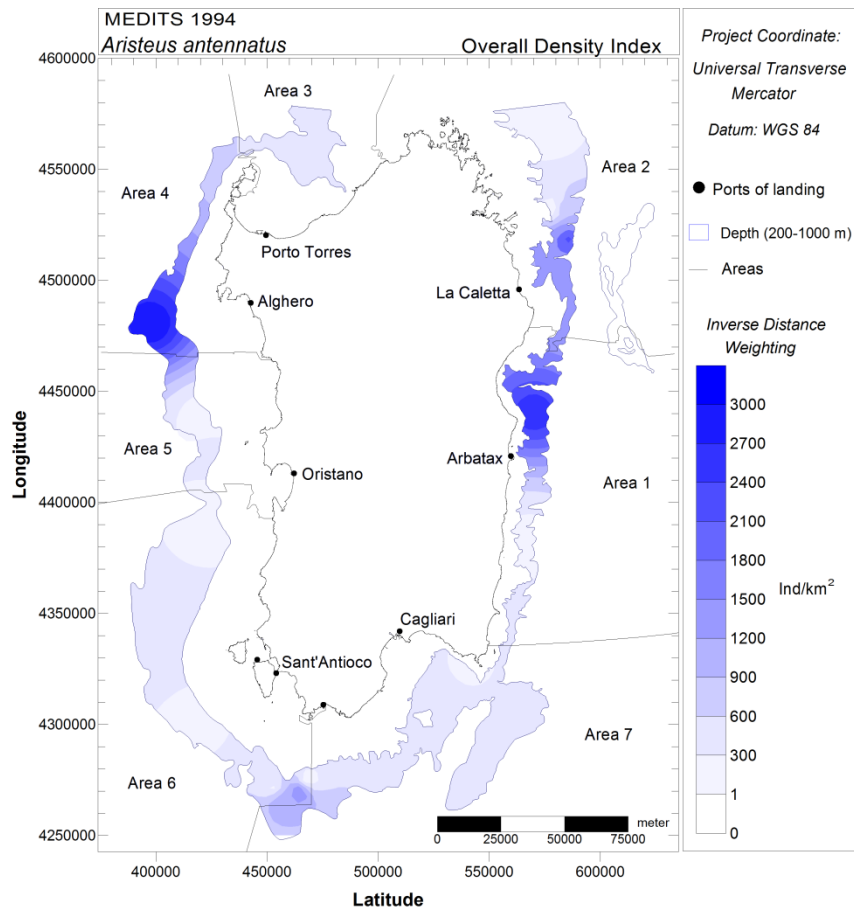 MEDITS 1994
Aristeus antennatus
Overall Density Index
4600000
4550000
4500000
4450000
4400000
4350000
4300000
4250000
Longitude
400000
450000
500000
550000
600000
Latitude
Area 3
Area 2
Area 4
Porto Torres
La Caletta
Alghero
Area 5
Arbatax
Oristano
Area 1
Cagliari
Sant'Antioco
Area 7
Area 6
meter
0
25000
50000
75000
Project Coordinate:
Universal Transverse
Mercator
Datum: WGS 84
Ports of landing
Depth (200-1000 m)
Areas
Inverse Distance
Weighting
3000
2700
2400
2100
1800
1500
1200
900
600
300
1
0
Ind/km²